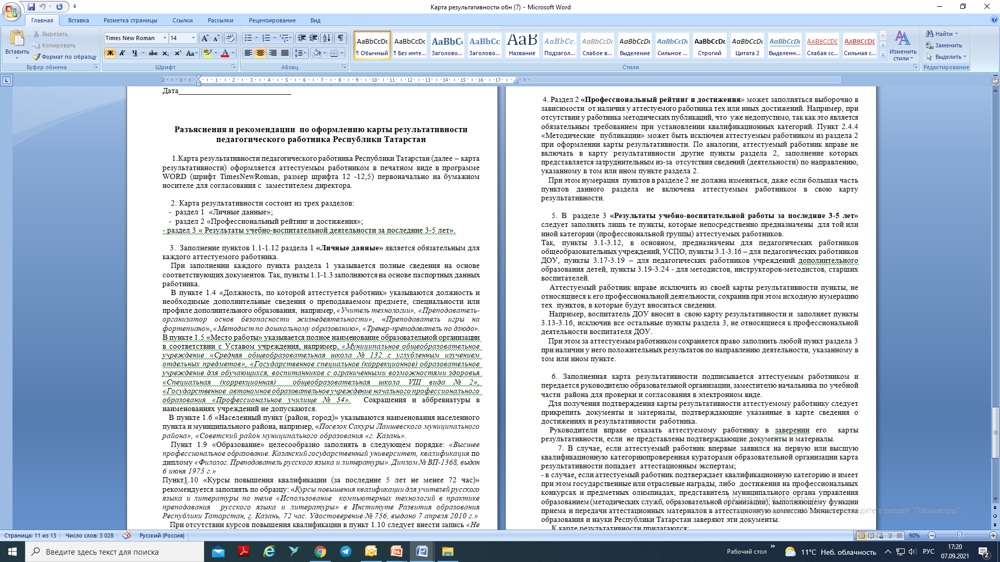 Карта результативности обн (7) - Microsoft Word
Главная Вставка Разметка страницы Ссылки Рассылки Рецензирование Вид
Вставить
Вырезать
Копировать
Формат по образцу
Буфер обмена
Times New Roman 14
Ж К Ч abc x₂ x² Aa
Шрифт
Абзац
AaBbCcDc AaBbCcDc AaBbCc AaBbCc АаВ AaBbCc. AaBbCcDc AaBbCcDc AaBbCcDc AaBbCcDc AaBbCcDc AaBbCcDc AABBCCDE AABBCCDE
¶ Обычный ¶ Без инте... Заголово... Заголово... Название Подзагол... Слабое в... Выделение Сильное ... Строгий Цитата 2 Выделенн... Слабая сс... Сильная с...
Стили
Изменить стили
Найти
Заменить
Выделить
Редактирование
2 1 1 2 3 4 5 6 7 8 9 10 11 12 13 14 15 16 17
Дата___________________________
Разъяснения и рекомендации по оформлению карты результативности
педагогического работника Республики Татарстан
1.Карта результативности педагогического работника Республики Татарстан (далее – карта
результативности) оформляется аттестуемым работником в печатном виде в программе
WORD (шрифт TimesNewRoman, размер шрифта 12 -12,5) первоначально на бумажном
носителе для согласования с заместителем директора.
2. Карта результативности состоит из трех разделов:
- раздел 1 «Личные данные»;
- раздел 2 «Профессиональный рейтинг и достижения»;
- раздел 3 « Результаты учебно-воспитательной деятельности за последние 3-5 лет».
3. Заполнение пунктов 1.1-1.12 раздела 1 «Личные данные» является обязательным для
каждого аттестуемого работника.
При заполнении каждого пункта раздела 1 указывается полные сведения на основе
соответствующих документов. Так, пункты 1.1-1.3 заполняются на основе паспортных данных
работника.
В пункте 1.4 «Должность, по которой аттестуется работник» указываются должность и
необходимые дополнительные сведения о преподаваемом предмете, специальности или
профиле дополнительного образования, например, «Учитель технологии», «Преподаватель-
организатор основ безопасности жизнедеятельности», «Преподаватель игры на
фортепиано», «Методист по дошкольному образованию», «Тренер-преподаватель по дзюдо».
В пункте 1.5 «Место работы» указывается полное наименование образовательной организации
в соответствии с Уставом учреждения, например, «Муниципальное общеобразовательное
учреждение «Средняя общеобразовательная школа № 132 с углубленным изучением
отдельных предметов», «Государственное специальное (коррекционное) образовательное
учреждение для обучающихся, воспитанников с ограниченными возможностями здоровья
«Специальная (коррекционная) общеобразовательная школа VIII вида № 2»,
«Государственное автономное образовательное учреждение начального профессионального
образования «Профессиональное училище № 54». Сокращения и аббревиатуры в
наименованиях учреждений не допускаются.
В пункте 1.6 «Населенный пункт (район, город)» указываются наименования населенного
пункта и муниципального района, например, «Поселок Сакуры Лаишевского муниципального
района», «Советский район муниципального образования «г. Казань».
Пункт 1.9 «Образование» целесообразно заполнять в следующем порядке: «Высшее
профессиональное образование. Казанский государственный университет, квалификация по
диплому «Филолог. Преподаватель русского языка и литературы». Диплом № ВП-1368, выдан
6 июня 1975 г.»
Пункт1.10 «Курсы повышения квалификации (за последние 5 лет не менее 72 час)»
рекомендуется заполнять по образцу: «Курсы повышения квалификации для учителей русского
языка и литературы по теме «Использование компьютерных технологий в практике
преподавания русского языка и литературы» в Институте Развития образования
Республики Татарстан, г. Казань, 72 час. Удостоверение № 756, выдано 7 апреля 2010 г.»
При отсутствии курсов повышения квалификации в пункт 1.10 следует внести запись «Не
4. Раздел 2 «Профессиональный рейтинг и достижения» может заполняться выборочно в
зависимости от наличия у аттестуемого работника тех или иных достижений. Например, при
отсутствии у работника методических публикаций, что уже недопустимо, так как это является
обязательным требованием при установлении квалификационных категорий. Пункт 2.4.4
«Методические публикации» может быть исключен аттестуемым работником из раздела 2
при оформлении карты результативности. По аналогии, аттестуемый работник вправе не
включать в карту результативности другие пункты раздела 2, заполнение которых
представляется затруднительным из-за отсутствия сведений (деятельности) по направлению,
указанному в том или ином пункте раздела 2.
При этом нумерация пунктов в разделе 2 не должна изменяться, даже если большая часть
пунктов данного раздела не включена аттестуемым работником в свою карту
результативности.
5. В разделе 3 «Результаты учебно-воспитательной работы за последние 3-5 лет»
следует заполнять лишь те пункты, которые непосредственно предназначены для той или
иной категории (профессиональной группы) аттестуемых работников.
Так, пункты 3.1-3.12, в основном, предназначены для педагогических работников
общеобразовательных учреждений, УСПО, пункты 3.1-3.16 – для педагогических работников
ДОУ, пункты 3.17-3.19 – для педагогических работников учреждений дополнительного
образования детей, пункты 3.19-3.24 - для методистов, инструкторов-методистов, старших
воспитателей.
Аттестуемый работник вправе исключить из своей карты результативности пункты, не
относящиеся к его профессиональной деятельности, сохранив при этом исходную нумерацию
тех пунктов, в которые будут вноситься сведения.
Например, воспитатель ДОУ вносит в свою карту результативности и заполняет пункты
3.13-3.16, исключив все остальные пункты раздела 3, не относящиеся к профессиональной
деятельности воспитателя ДОУ.
При этом за аттестуемым работником сохраняется право заполнить любой пункт раздела 3
при наличии у него положительных результатов по направлению деятельности, указанному в
том или ином пункте.
6. Заполненная карта результативности подписывается аттестуемым работником и
передается руководителю образовательной организации, заместителю начальника по учебной
части района для проверки и согласования в электронном виде.
Для получения подтверждения карты результативности аттестуемому работнику следует
прикрепить документы и материалы, подтверждающие указанные в карте сведения о
достижениях и результативности работника.
Руководители вправе отказать аттестуемому работнику в заверении его карты
результативности, если не представлены подтверждающие документы и материалы.
7. В случае, если аттестуемый работник впервые заявился на первую или высшую
квалификационную категориюпроверенная кураторами образовательной организации карта
результативности попадает аттестационным экспертам;
- в случае, если аттестуемый работник подтверждает квалификационную категорию и имеет
при этом государственные или отраслевые награды, либо достижения на профессиональных
конкурсах и предметных олимпиадах, представитель муниципального органа управления
образованием (методических служб, образовательной организации), выполняющему функции
приема и передачи аттестационных материалов в аттестационную комиссию Министерства
образования и науки Республики Татарстан заверяют эти документы.
К карте результативности прилагаются:
Активация Windows
Страница: 11 из 13 Число слов: 3 028 Русский (Россия) 90%
Введите здесь текст для поиска
Рабочий стол 11°C Неб. облачность РУС 17:20
07.09.2021
2